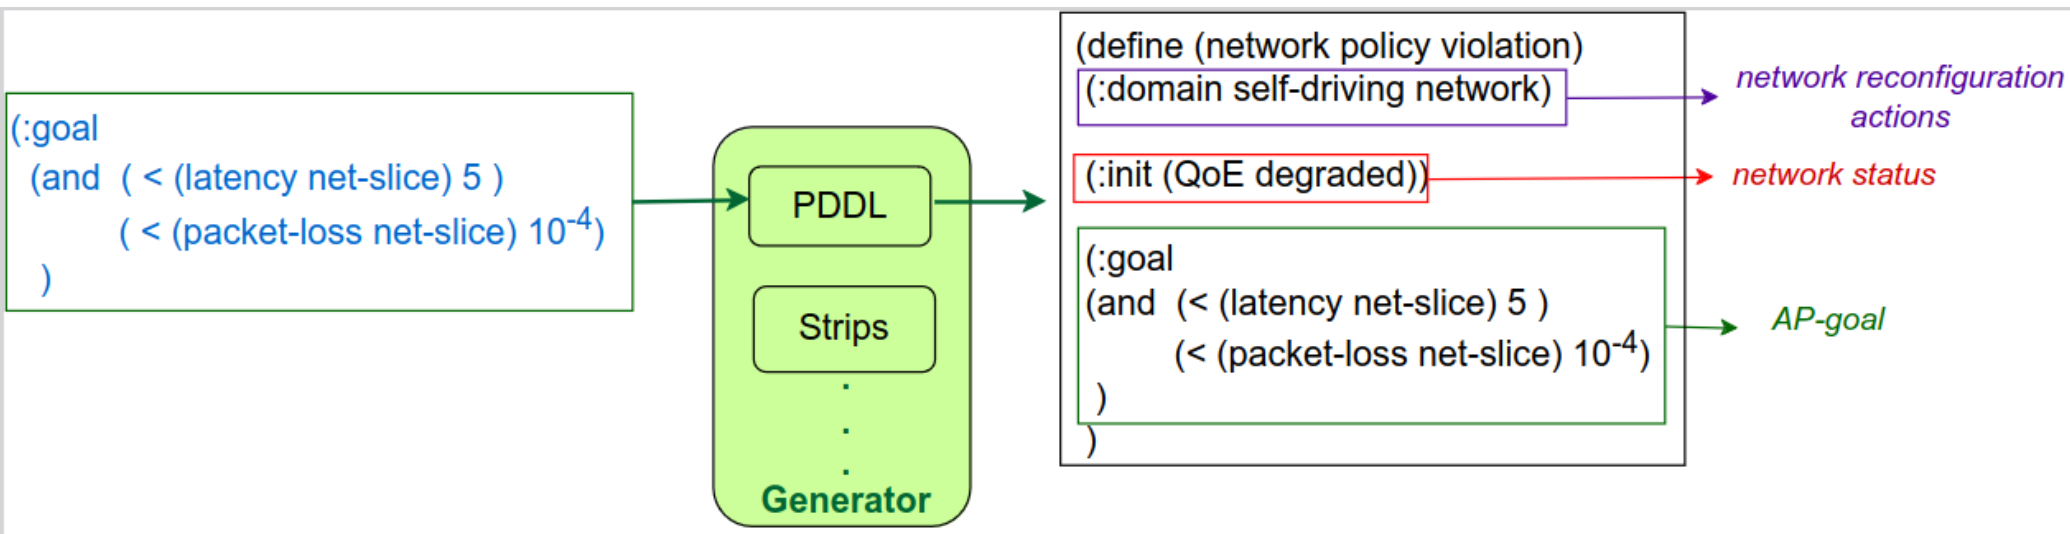 (:goal
(and ( < (latency net-slice) 5 )
( < (packet-loss net-slice) 10⁻⁴)
)
PDDL
Strips
.
.
.
Generator
(define (network policy violation)
(:domain self-driving network)
(:init (QoE degraded))
(:goal
(and (< (latency net-slice) 5 )
(< (packet-loss net-slice) 10⁻⁴)
)
)
network reconfiguration
actions
network status
AP-goal